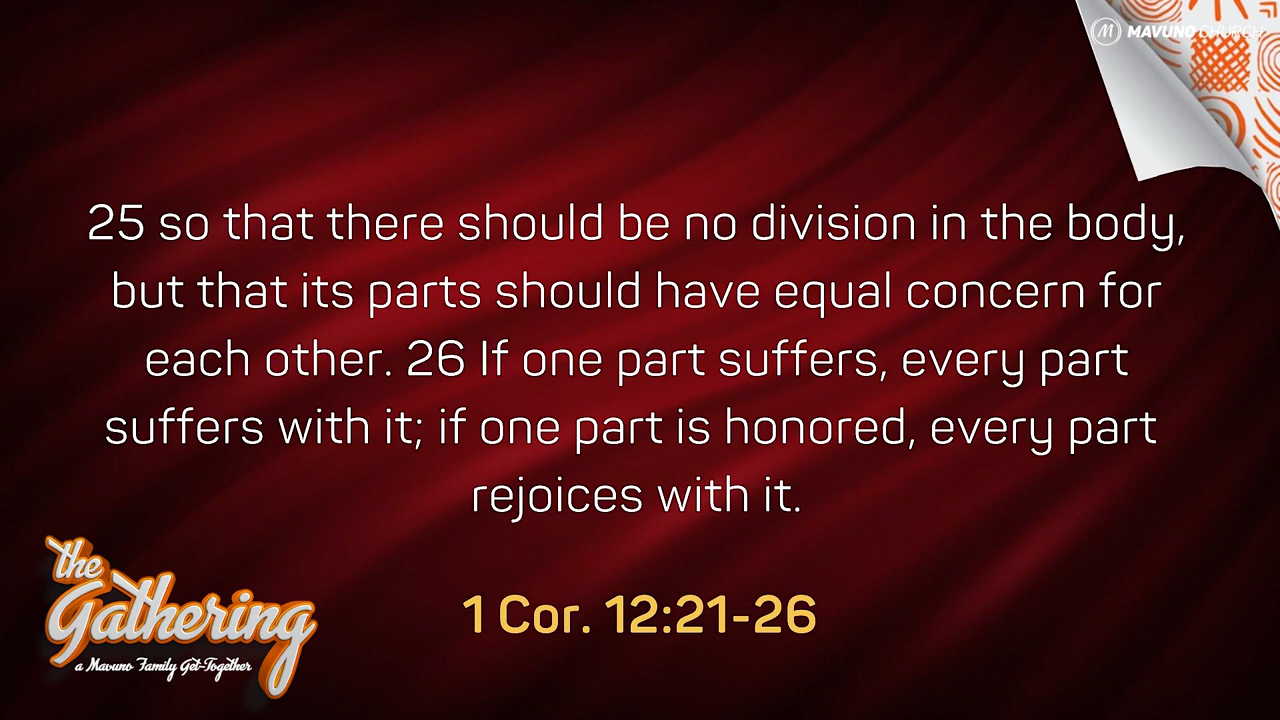 MAVUNO CHURCH
25 so that there should be no division in the body,
but that its parts should have equal concern for
each other. 26 If one part suffers, every part
suffers with it; if one part is honored, every part
rejoices with it.
1 Cor. 12:21-26
the
Gathering
a Mavuno Family Get-Together